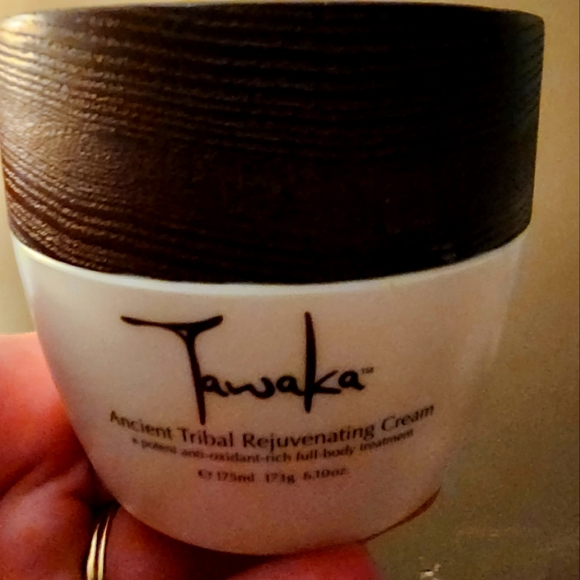 Tawaka™
Ancient Tribal Rejuvenating Cream
a potent anti-oxidant-rich full-body treatment
℮ 175ml 173g 6.10oz.